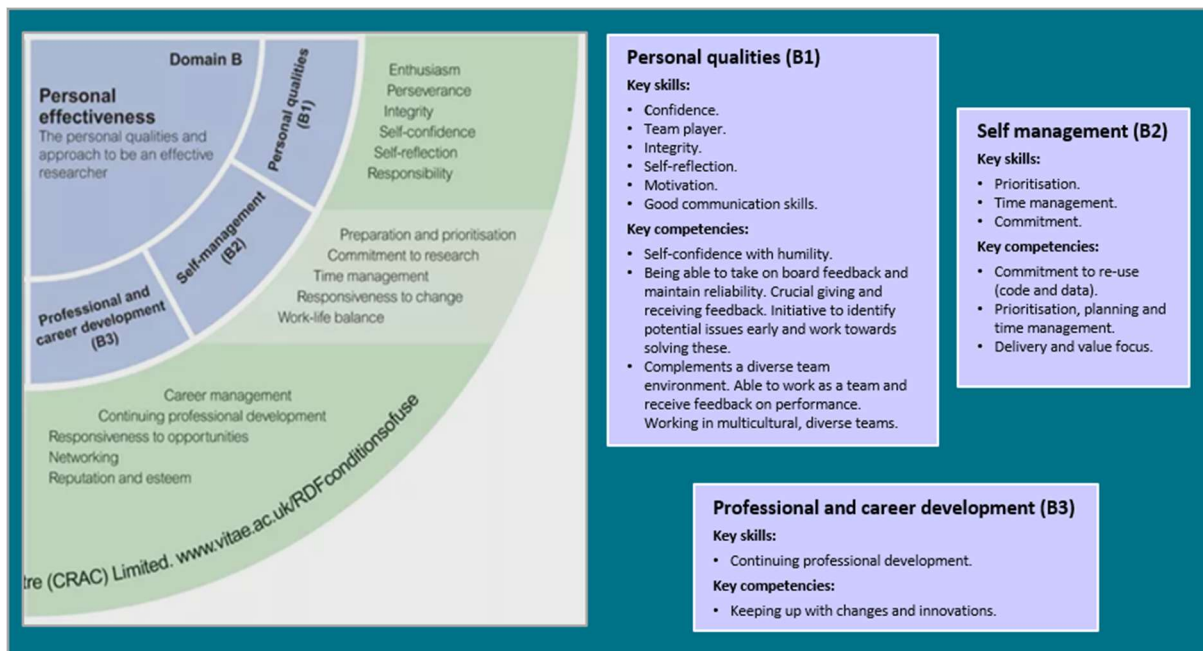 Domain B
Personal
effectiveness
The personal qualities and
approach to be an effective
researcher
Personal qualities
(B1)
Enthusiasm
Perseverance
Integrity
Self-confidence
Self-reflection
Responsibility
Self-management
(B2)
Preparation and prioritisation
Commitment to research
Time management
Responsiveness to change
Work-life balance
Professional and
career development
(B3)
Career management
Continuing professional development
Responsiveness to opportunities
Networking
Reputation and esteem
tre (CRAC) Limited. www.vitae.ac.uk/RDFconditionsofuse
Personal qualities (B1)
Key skills:
• Confidence.
• Team player.
• Integrity.
• Self-reflection.
• Motivation.
• Good communication skills.
Key competencies:
• Self-confidence with humility.
• Being able to take on board feedback and
maintain reliability. Crucial giving and
receiving feedback. Initiative to identify
potential issues early and work towards
solving these.
• Complements a diverse team
environment. Able to work as a team and
receive feedback on performance.
Working in multicultural, diverse teams.
Self management (B2)
Key skills:
• Prioritisation.
• Time management.
• Commitment.
Key competencies:
• Commitment to re-use
(code and data).
• Prioritisation, planning and
time management.
• Delivery and value focus.
Professional and career development (B3)
Key skills:
• Continuing professional development.
Key competencies:
• Keeping up with changes and innovations.